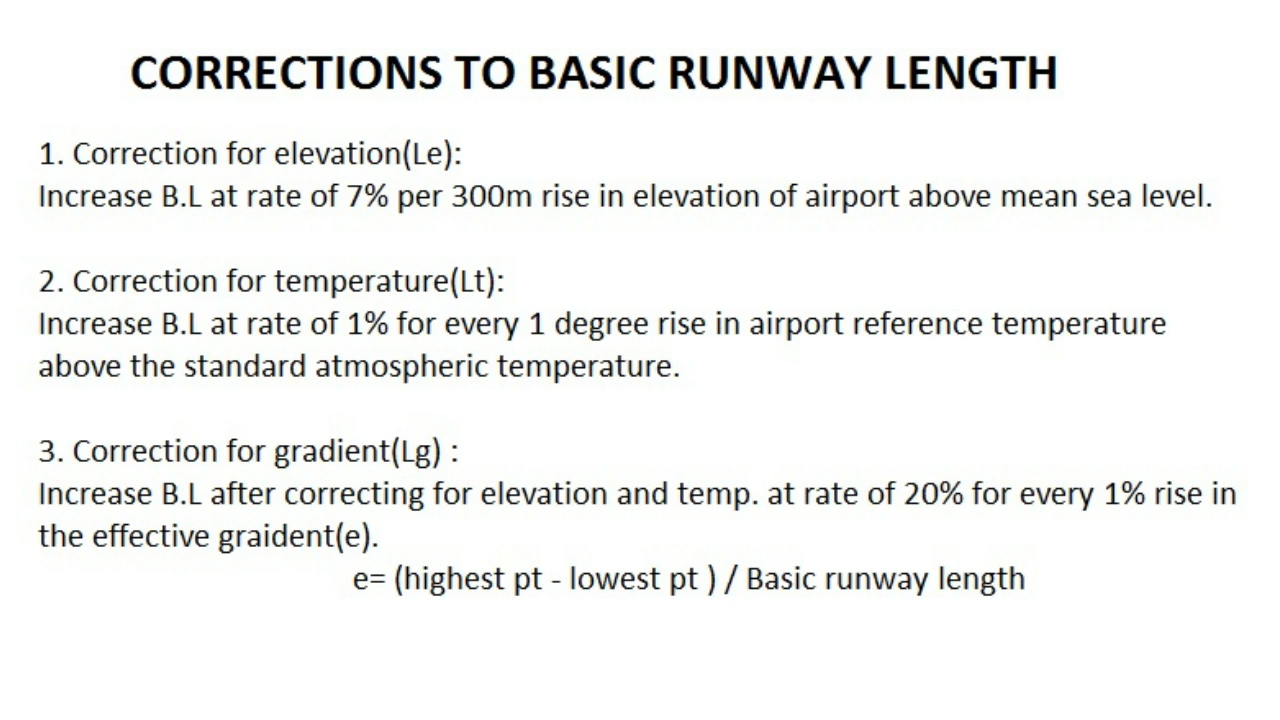 CORRECTIONS TO BASIC RUNWAY LENGTH
1. Correction for elevation(Le):
Increase B.L at rate of 7% per 300m rise in elevation of airport above mean sea level.
2. Correction for temperature(Lt):
Increase B.L at rate of 1% for every 1 degree rise in airport reference temperature
above the standard atmospheric temperature.
3. Correction for gradient(Lg) :
Increase B.L after correcting for elevation and temp. at rate of 20% for every 1% rise in
the effective graident(e).
e= (highest pt - lowest pt ) / Basic runway length